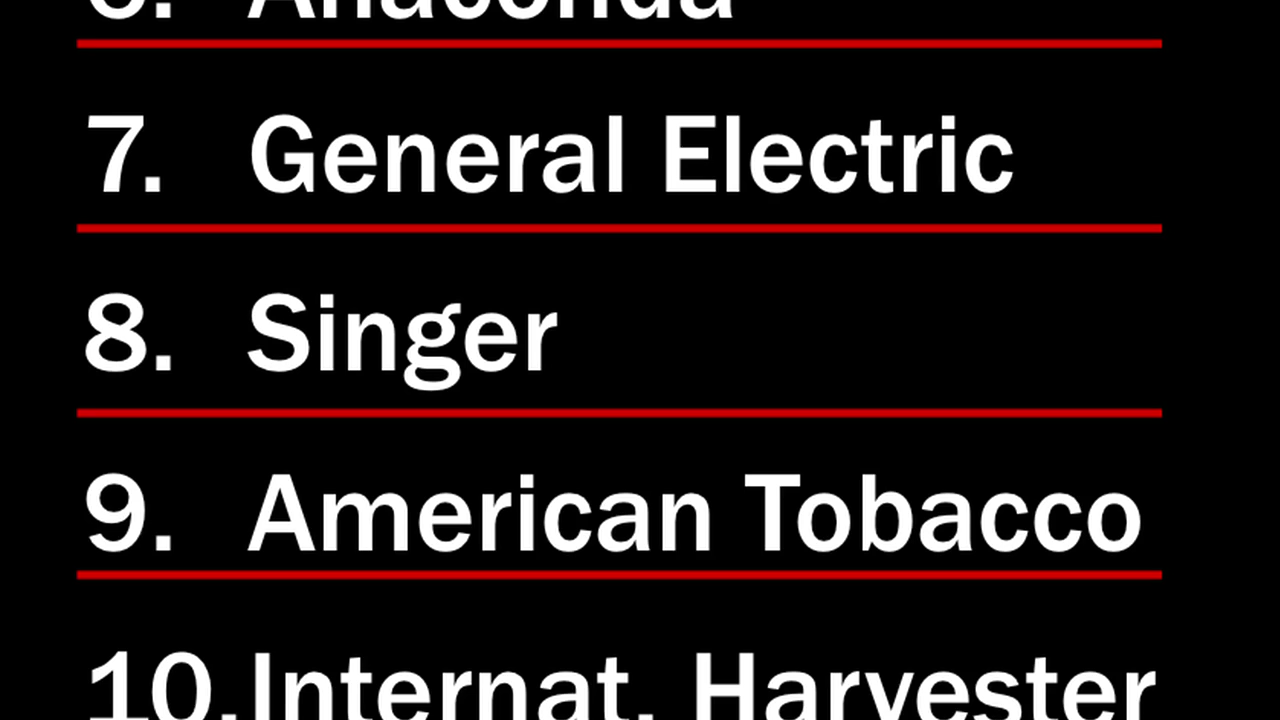 6. Anaconda
7. General Electric
8. Singer
9. American Tobacco
10. Internat. Harvester